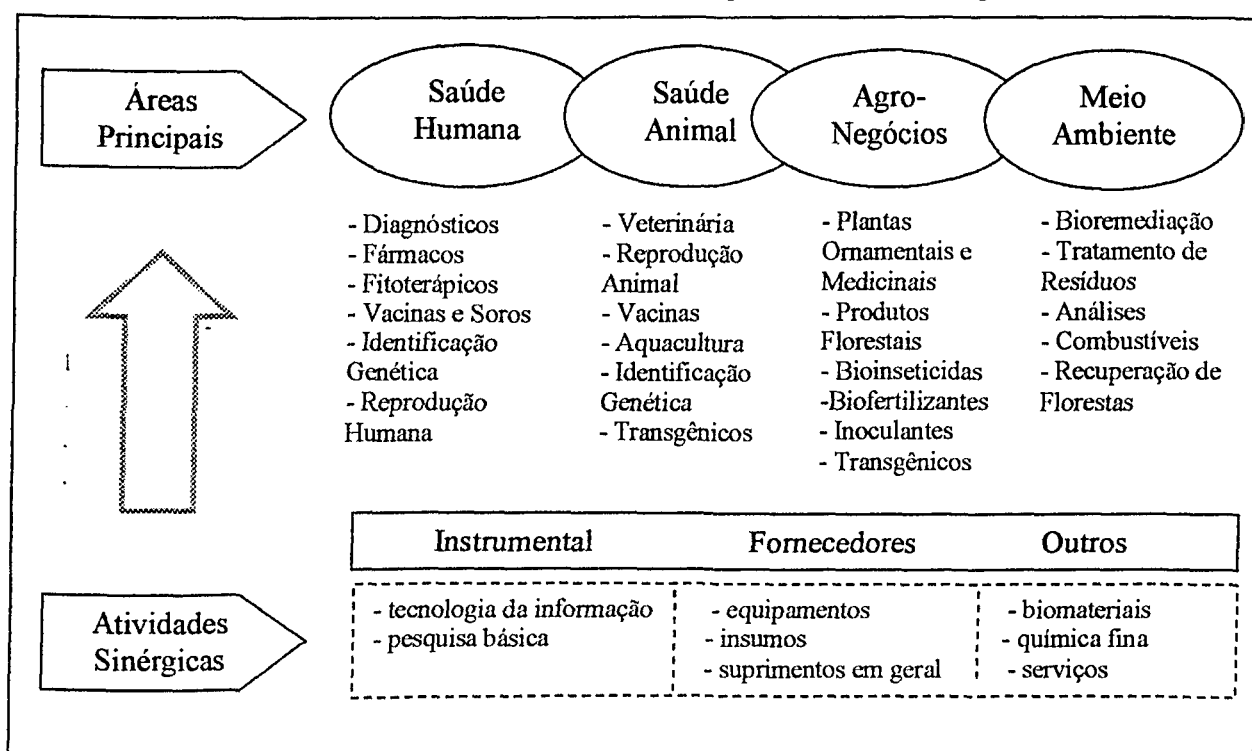 Áreas
Principais
Saúde
Humana
Saúde
Animal
Agro-
Negócios
Meio
Ambiente
- Diagnósticos
- Fármacos
- Fitoterápicos
- Vacinas e Soros
- Identificação
Genética
- Reprodução
Humana
- Veterinária
- Reprodução
Animal
- Vacinas
- Aquacultura
- Identificação
Genética
- Transgênicos
- Plantas
Ornamentais e
Medicinais
- Produtos
Florestais
- Bioinseticidas
-Biofertilizantes
- Inoculantes
- Transgênicos
- Bioremediação
- Tratamento de
Resíduos
- Análises
- Combustíveis
- Recuperação de
Florestas
Instrumental
Fornecedores
Outros
Atividades
Sinérgicas
- tecnologia da informação
- pesquisa básica
- equipamentos
- insumos
- suprimentos em geral
- biomateriais
- química fina
- serviços